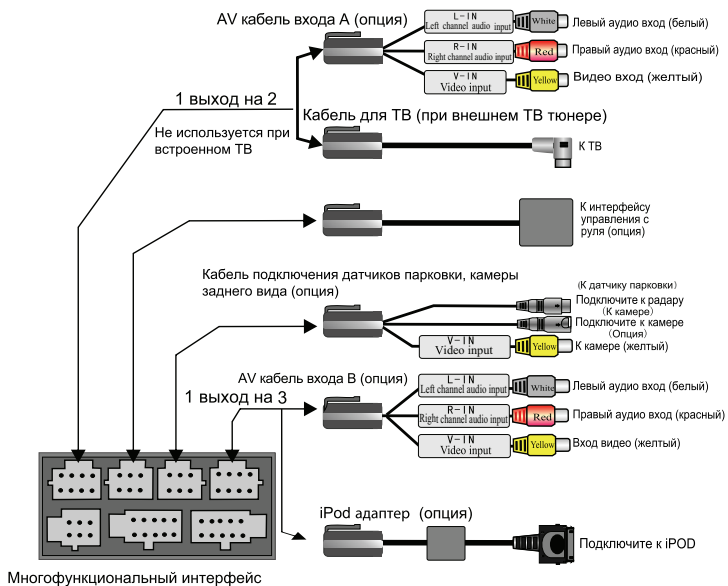 AV кабель входа А (опция)
L-IN
Left channel audio input
White
Левый аудио вход (белый)
R-IN
Right channel audio input
Red
Правый аудио вход (красный)
V-IN
Video input
Yellow
Видео вход (желтый)
1 выход на 2
Не используется при
встроенном ТВ
Кабель для ТВ (при внешнем ТВ тюнере)
К ТВ
К интерфейсу
управления с
руля (опция)
Кабель подключения датчиков парковки, камеры
заднего вида (опция)
(К датчику парковки)
Подключите к радару
(К камере)
Подключите к камере
(Опция)
V-IN
Video input
Yellow
К камере (желтый)
AV кабель входа В (опция)
1 выход на 3
L-IN
Left channel audio input
White
Левый аудио вход (белый)
R-IN
Right channel audio input
Red
Правый аудио вход (красный)
V-IN
Video input
Yellow
Вход видео (желтый)
iPod адаптер (опция)
Подключите к iPOD
Многофункциональный интерфейс